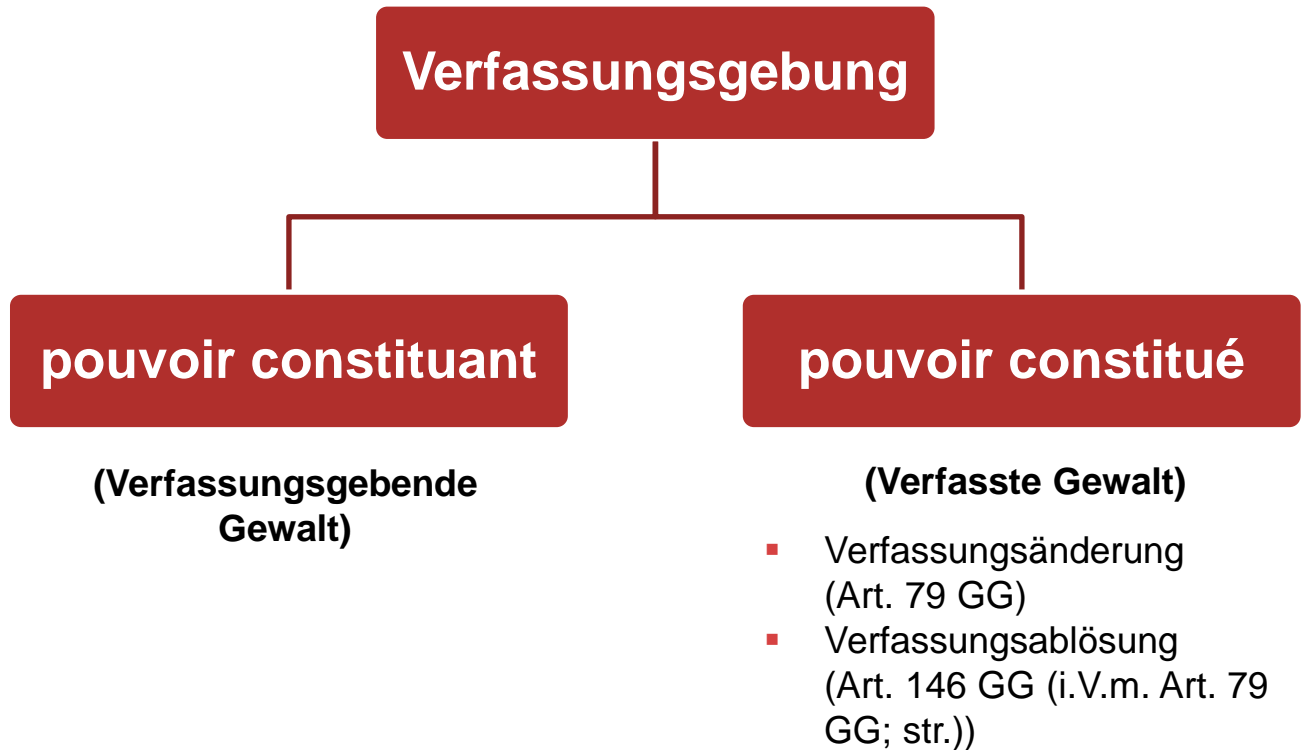 Verfassungsgebung
pouvoir constituant
(Verfassungsgebende
Gewalt)
pouvoir constitué
(Verfasste Gewalt)
▪ Verfassungsänderung
(Art. 79 GG)
▪ Verfassungsablösung
(Art. 146 GG (i.V.m. Art. 79
GG; str.))